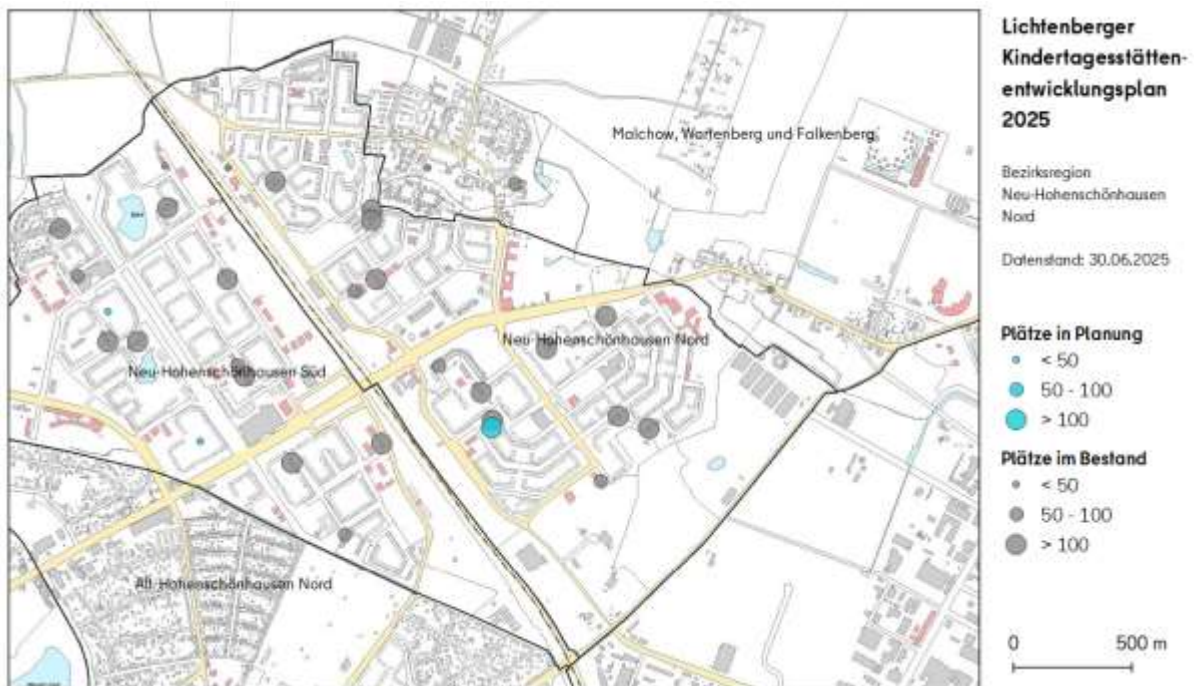 Lichtenberger
Kindertagesstätten-
entwicklungsplan
2025
Bezirksregion
Neu-Hohenschönhausen
Nord
Datenstand: 30.06.2025
Plätze in Planung
< 50
50 - 100
> 100
Plätze im Bestand
< 50
50 - 100
> 100
0 500 m
Malchow, Wartenberg und Falkenberg
Neu-Hohenschönhausen Nord
Neu-Hohenschönhausen Süd
Alt-Hohenschönhausen Nord